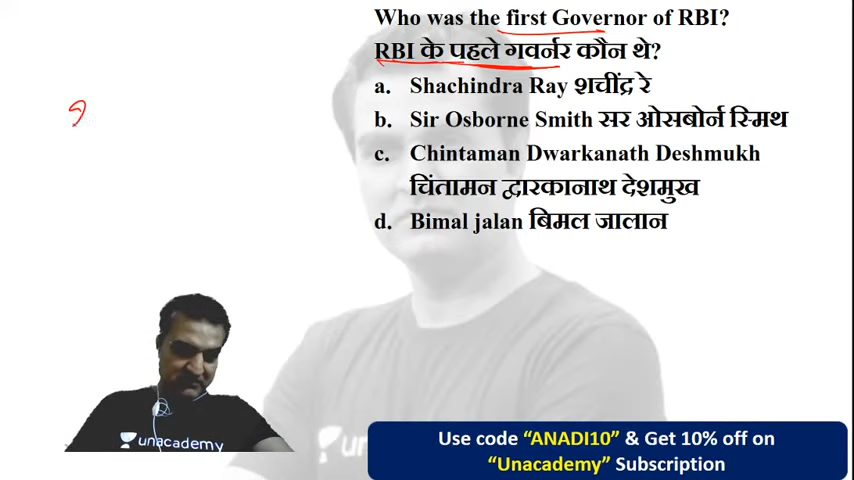 Who was the first Governor of RBI?
RBI के पहले गवर्नर कौन थे?
a. Shachindra Ray शचींद्र रे
b. Sir Osborne Smith सर ओसबोर्न स्मिथ
c. Chintaman Dwarkanath Deshmukh
चिंतामन द्वारकानाथ देशमुख
d. Bimal jalan बिमल जालान
unacademy
un
Use code “ANADI10” & Get 10% off on
“Unacademy” Subscription